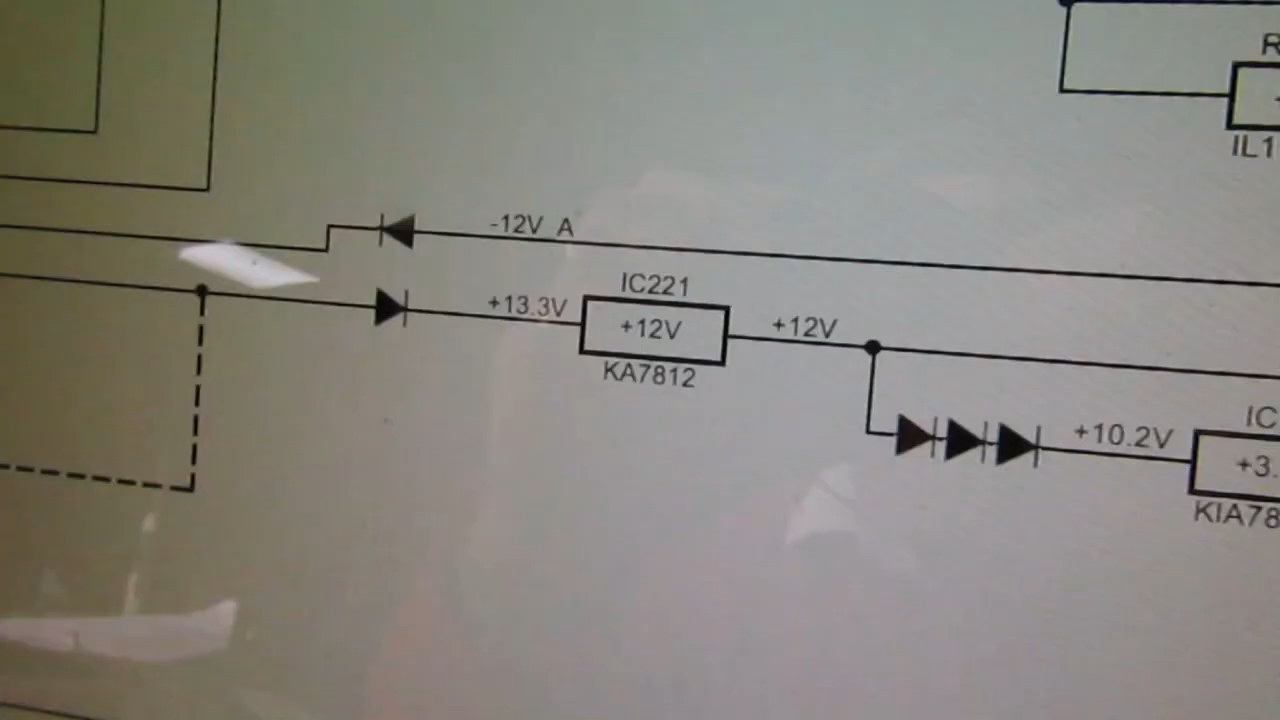 R
IL1
-12V A
IC221
+13.3V
+12V
+12V
KA7812
IC
+10.2V
+3.
KIA78